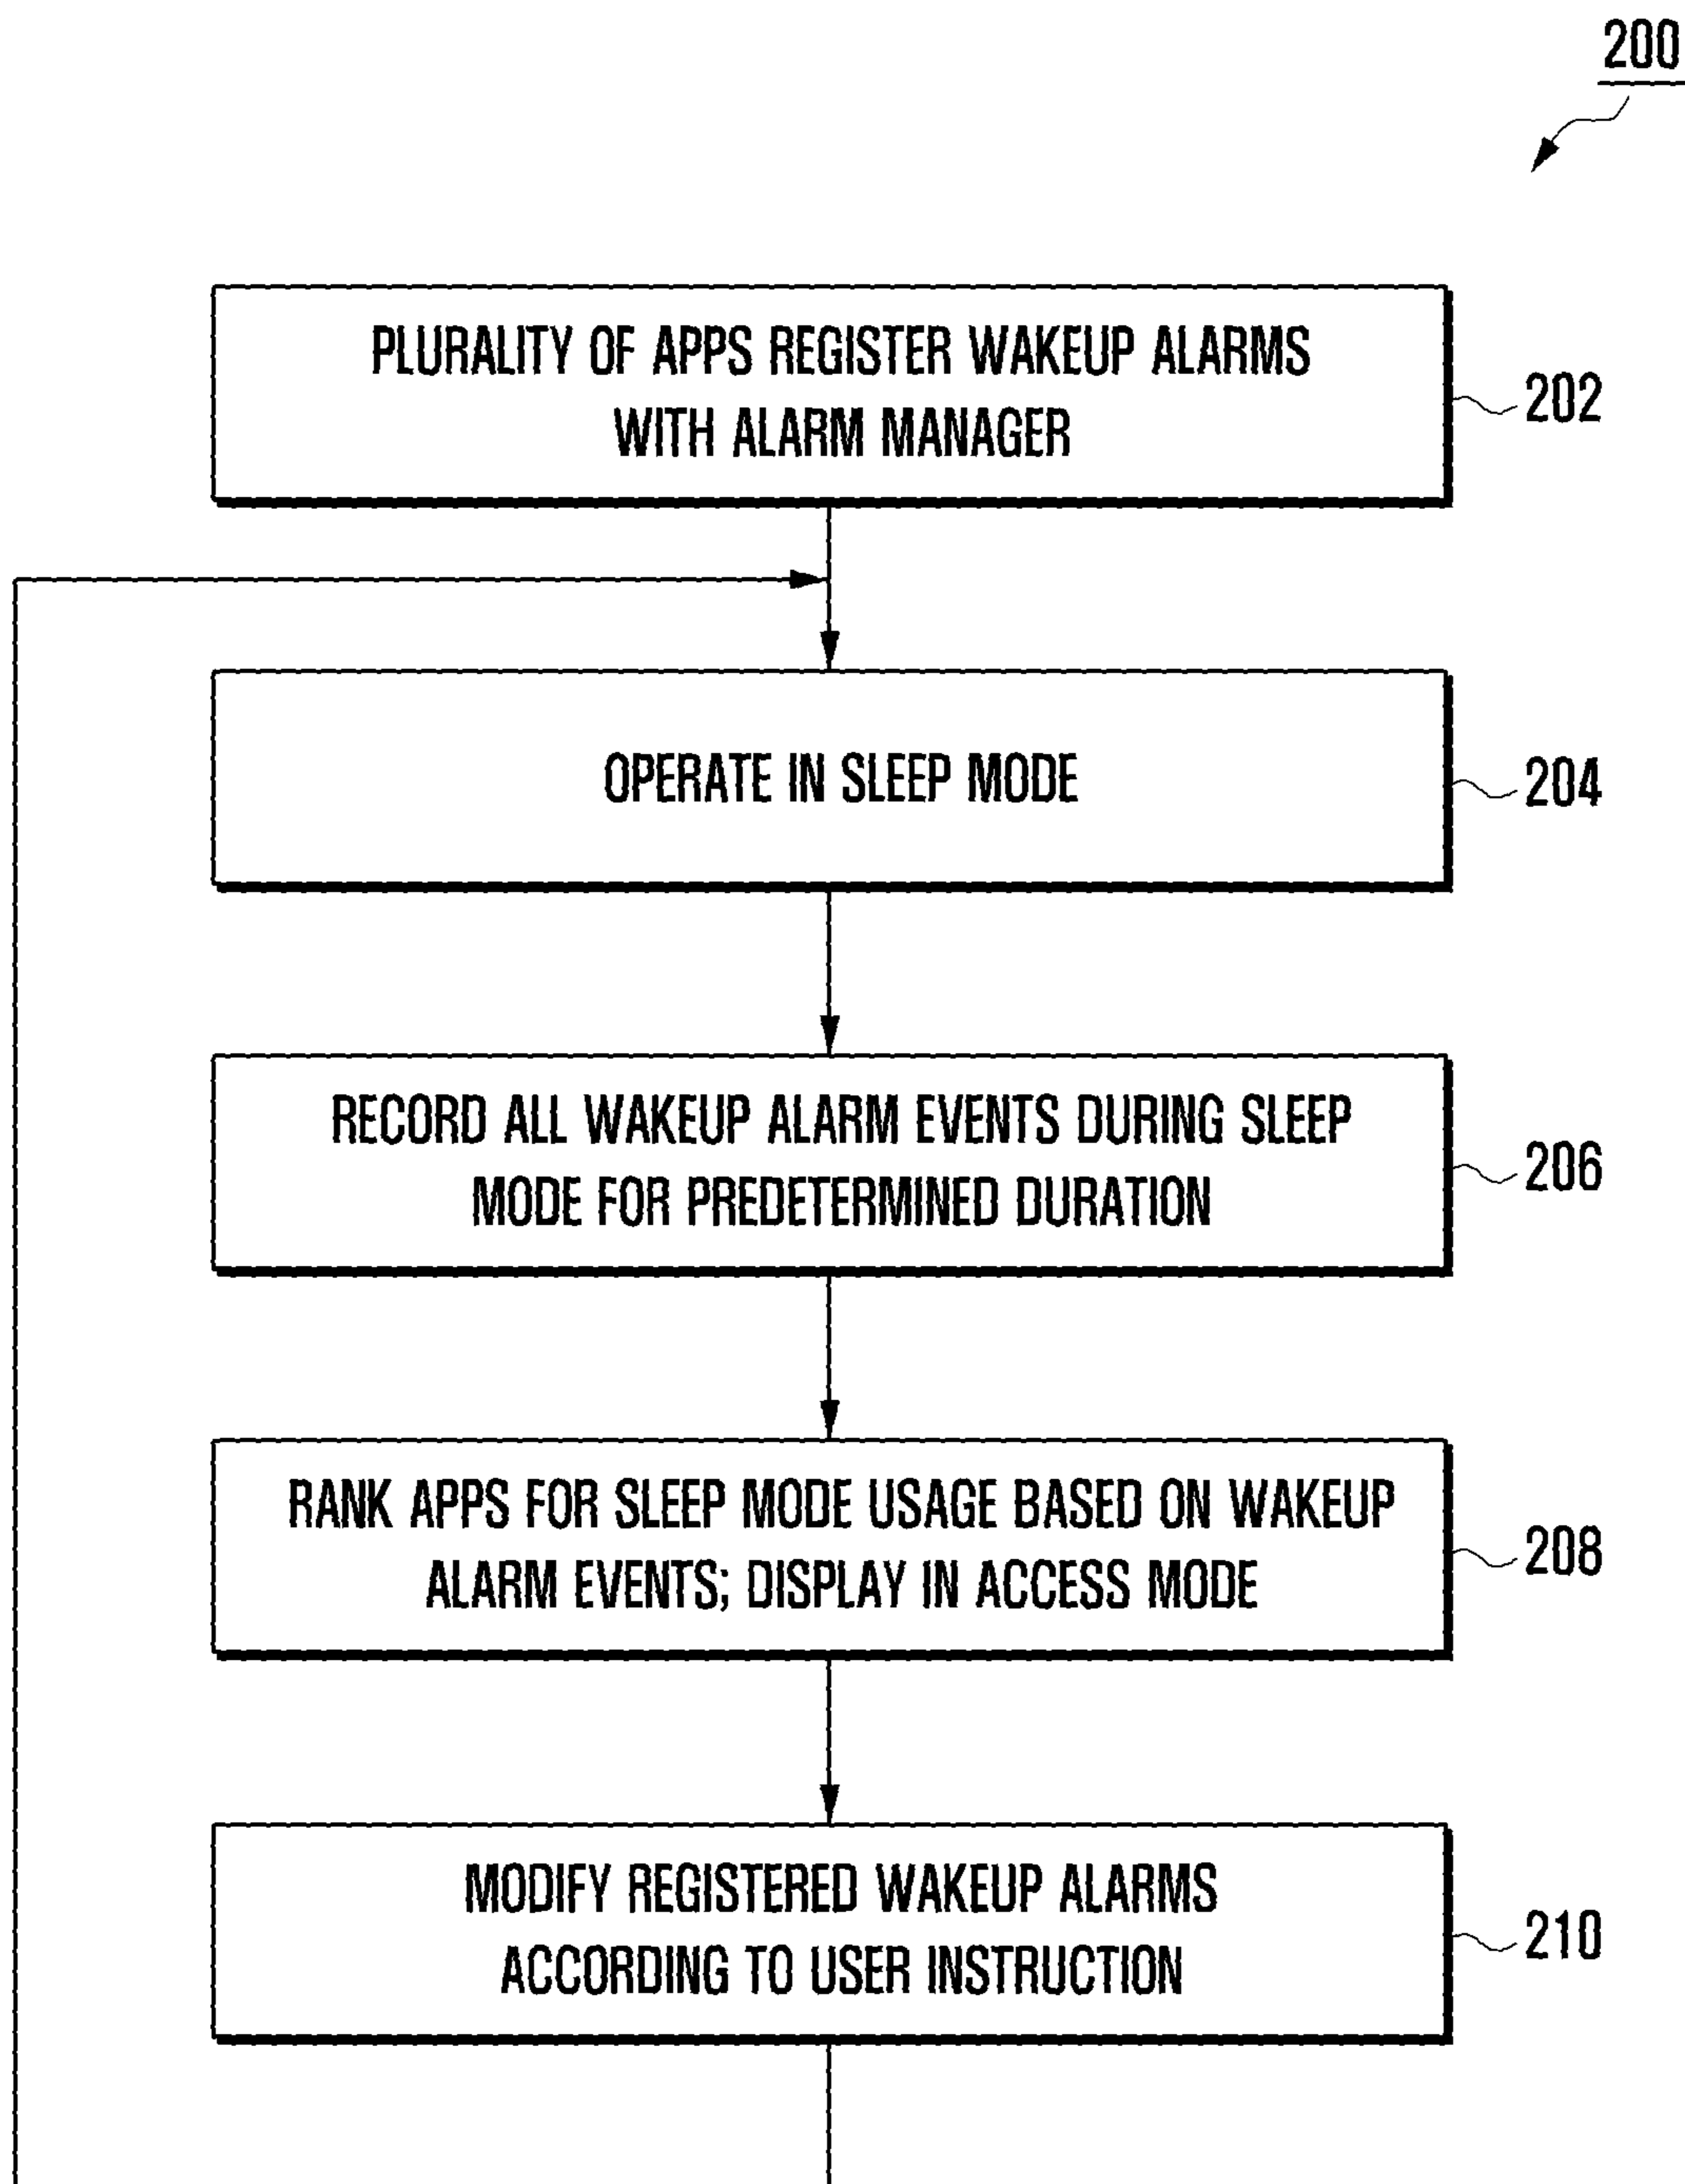 200
PLURALITY OF APPS REGISTER WAKEUP ALARMS
WITH ALARM MANAGER
202
OPERATE IN SLEEP MODE
204
RECORD ALL WAKEUP ALARM EVENTS DURING SLEEP
MODE FOR PREDETERMINED DURATION
206
RANK APPS FOR SLEEP MODE USAGE BASED ON WAKEUP
ALARM EVENTS; DISPLAY IN ACCESS MODE
208
MODIFY REGISTERED WAKEUP ALARMS
ACCORDING TO USER INSTRUCTION
210